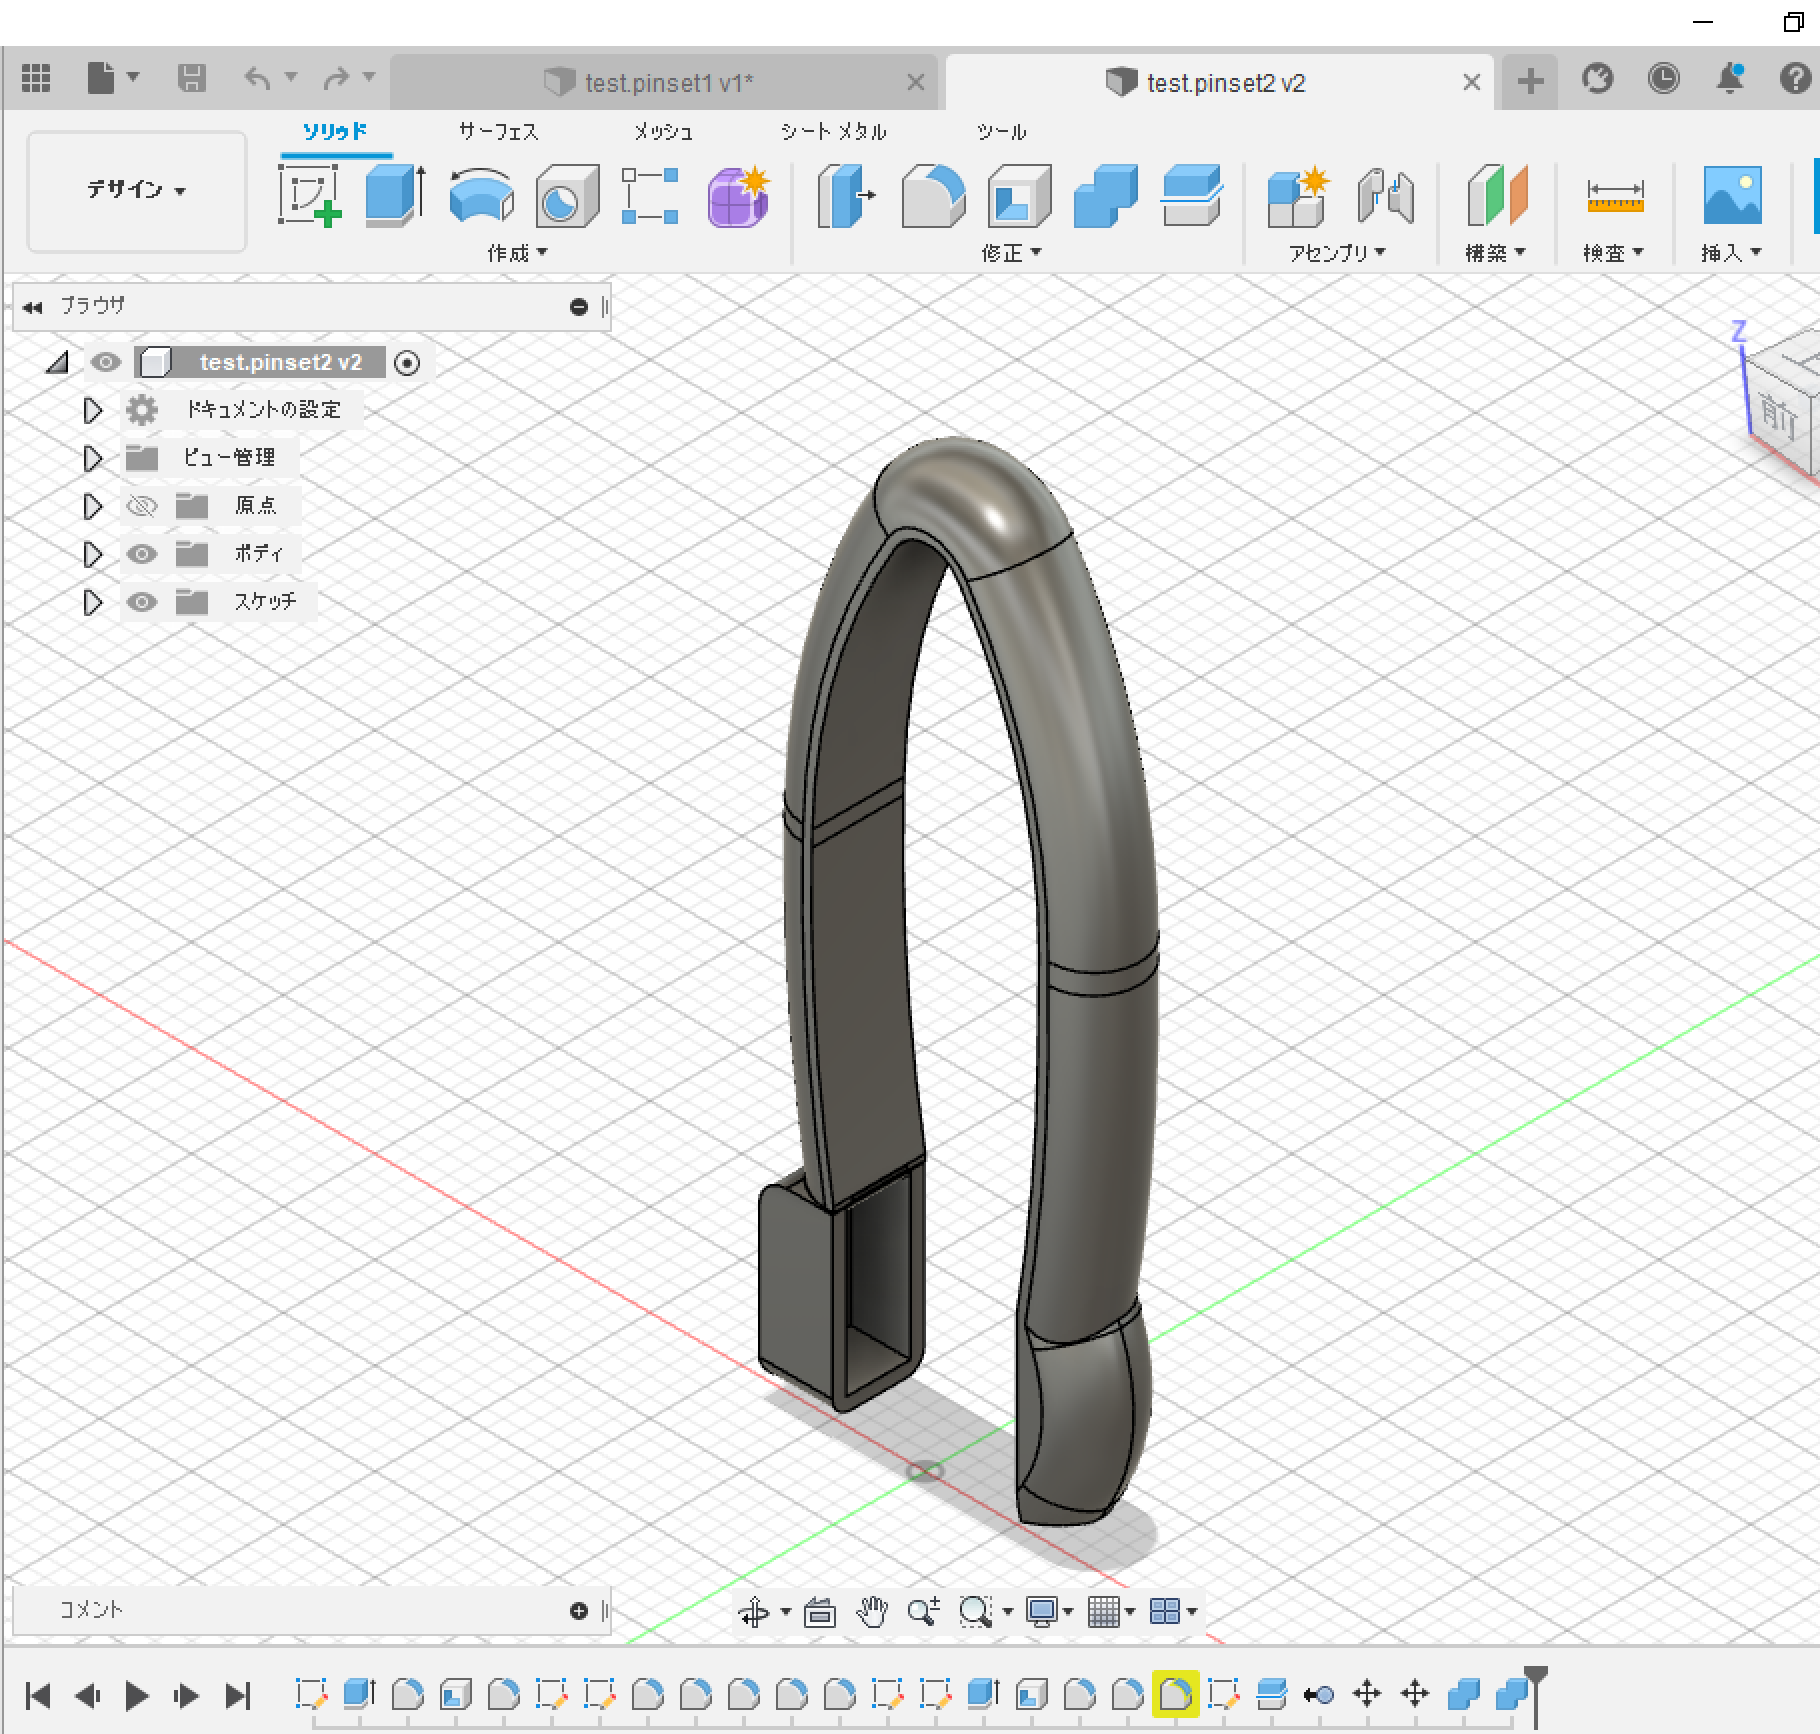 test.pinset1 v1*
test.pinset2 v2
デザイン
ソリッド
サーフェス
メッシュ
シート メタル
ツール
作成
修正
アセンブリ
構築
検査
挿入
ブラウザ
test.pinset2 v2
ドキュメントの設定
ビュー管理
原点
ボディ
スケッチ
Z
前
コメント